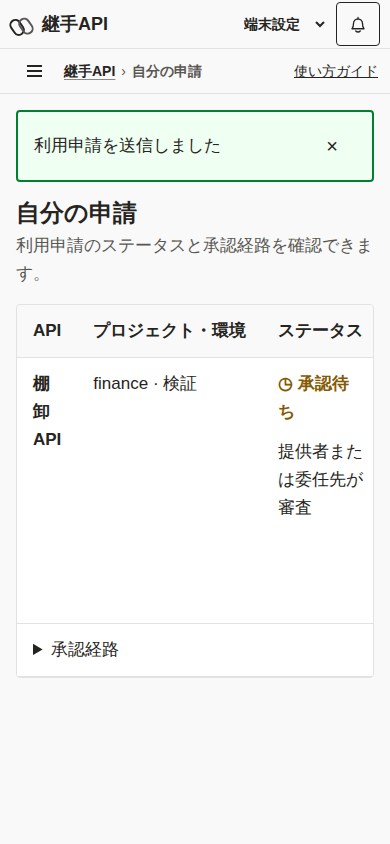 継手API
端末設定
継手API › 自分の申請
使い方ガイド
利用申請を送信しました
×
自分の申請
利用申請のステータスと承認経路を確認できま
す。
API プロジェクト・環境 ステータス
棚
卸
API
finance · 検証
承認待
ち
提供者また
は委任先が
審査
▶ 承認経路